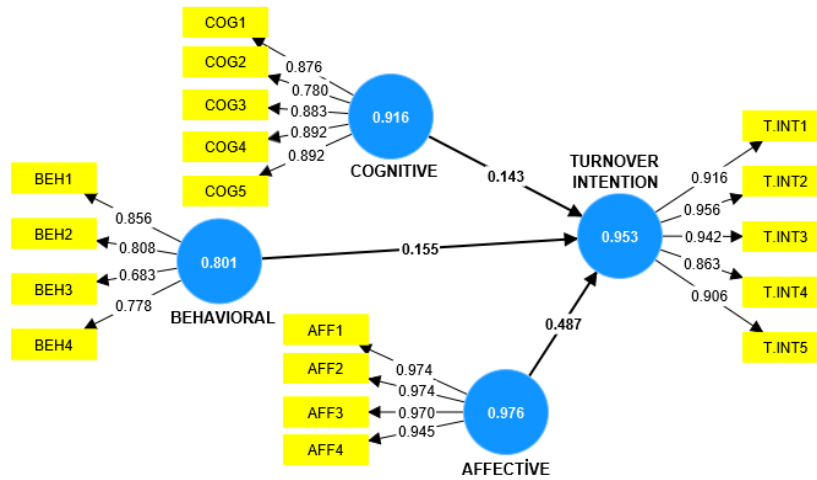 COG1
COG2
COG3
COG4
COG5
0.876
0.780
0.883
0.892
0.892
0.916
COGNITIVE
0.143
BEH1
BEH2
BEH3
BEH4
0.856
0.808
0.683
0.778
0.801
BEHAVIORAL
0.155
AFF1
AFF2
AFF3
AFF4
0.974
0.974
0.970
0.945
0.976
AFFECTİVE
0.487
TURNOVER
INTENTION
0.953
0.916
0.956
0.942
0.863
0.906
T.INT1
T.INT2
T.INT3
T.INT4
T.INT5